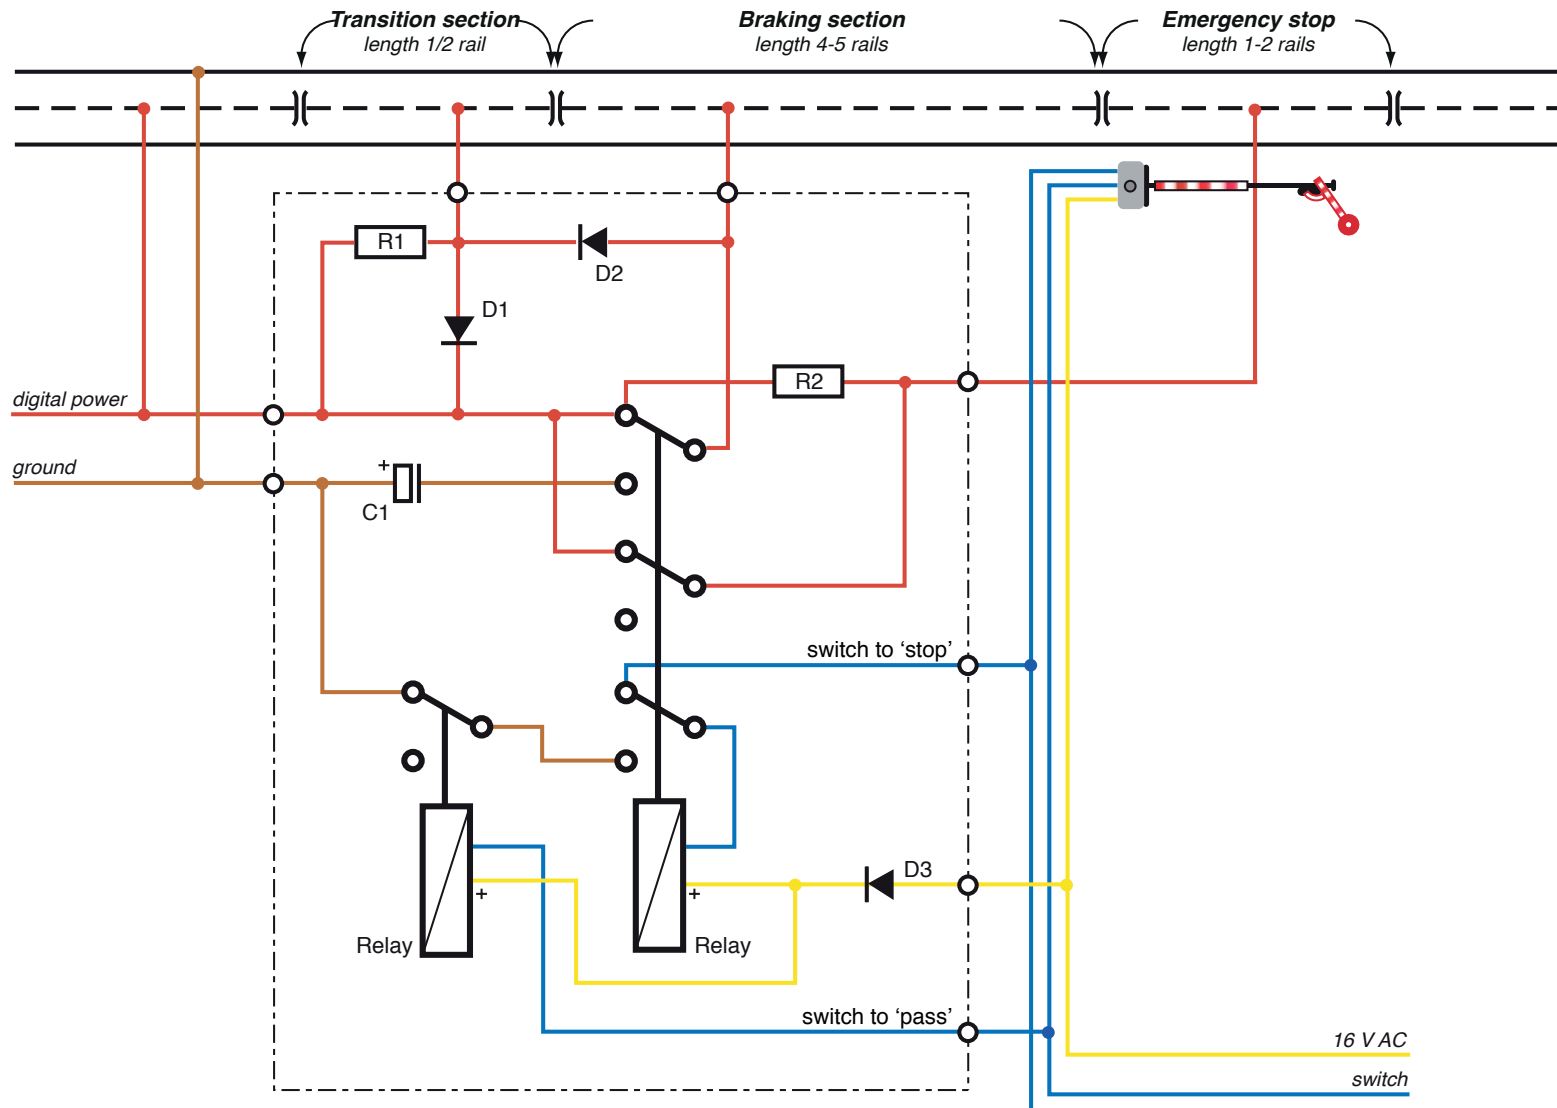 Transition section
length 1/2 rail
Braking section
length 4-5 rails
Emergency stop
length 1-2 rails
R1
D2
D1
R2
digital power
ground
+
C1
switch to ‘stop’
D3
+
+
Relay
Relay
switch to ‘pass’
16 V AC
switch